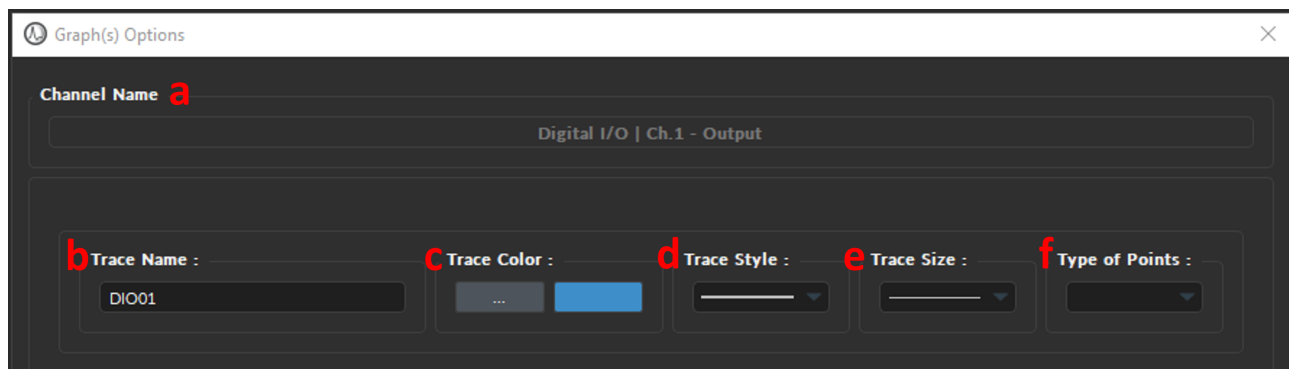 Graph(s) Options
Channel Name a
Digital I/O | Ch.1 - Output
b Trace Name : c Trace Color : d Trace Style : e Trace Size : f Type of Points :
DIO01 ...